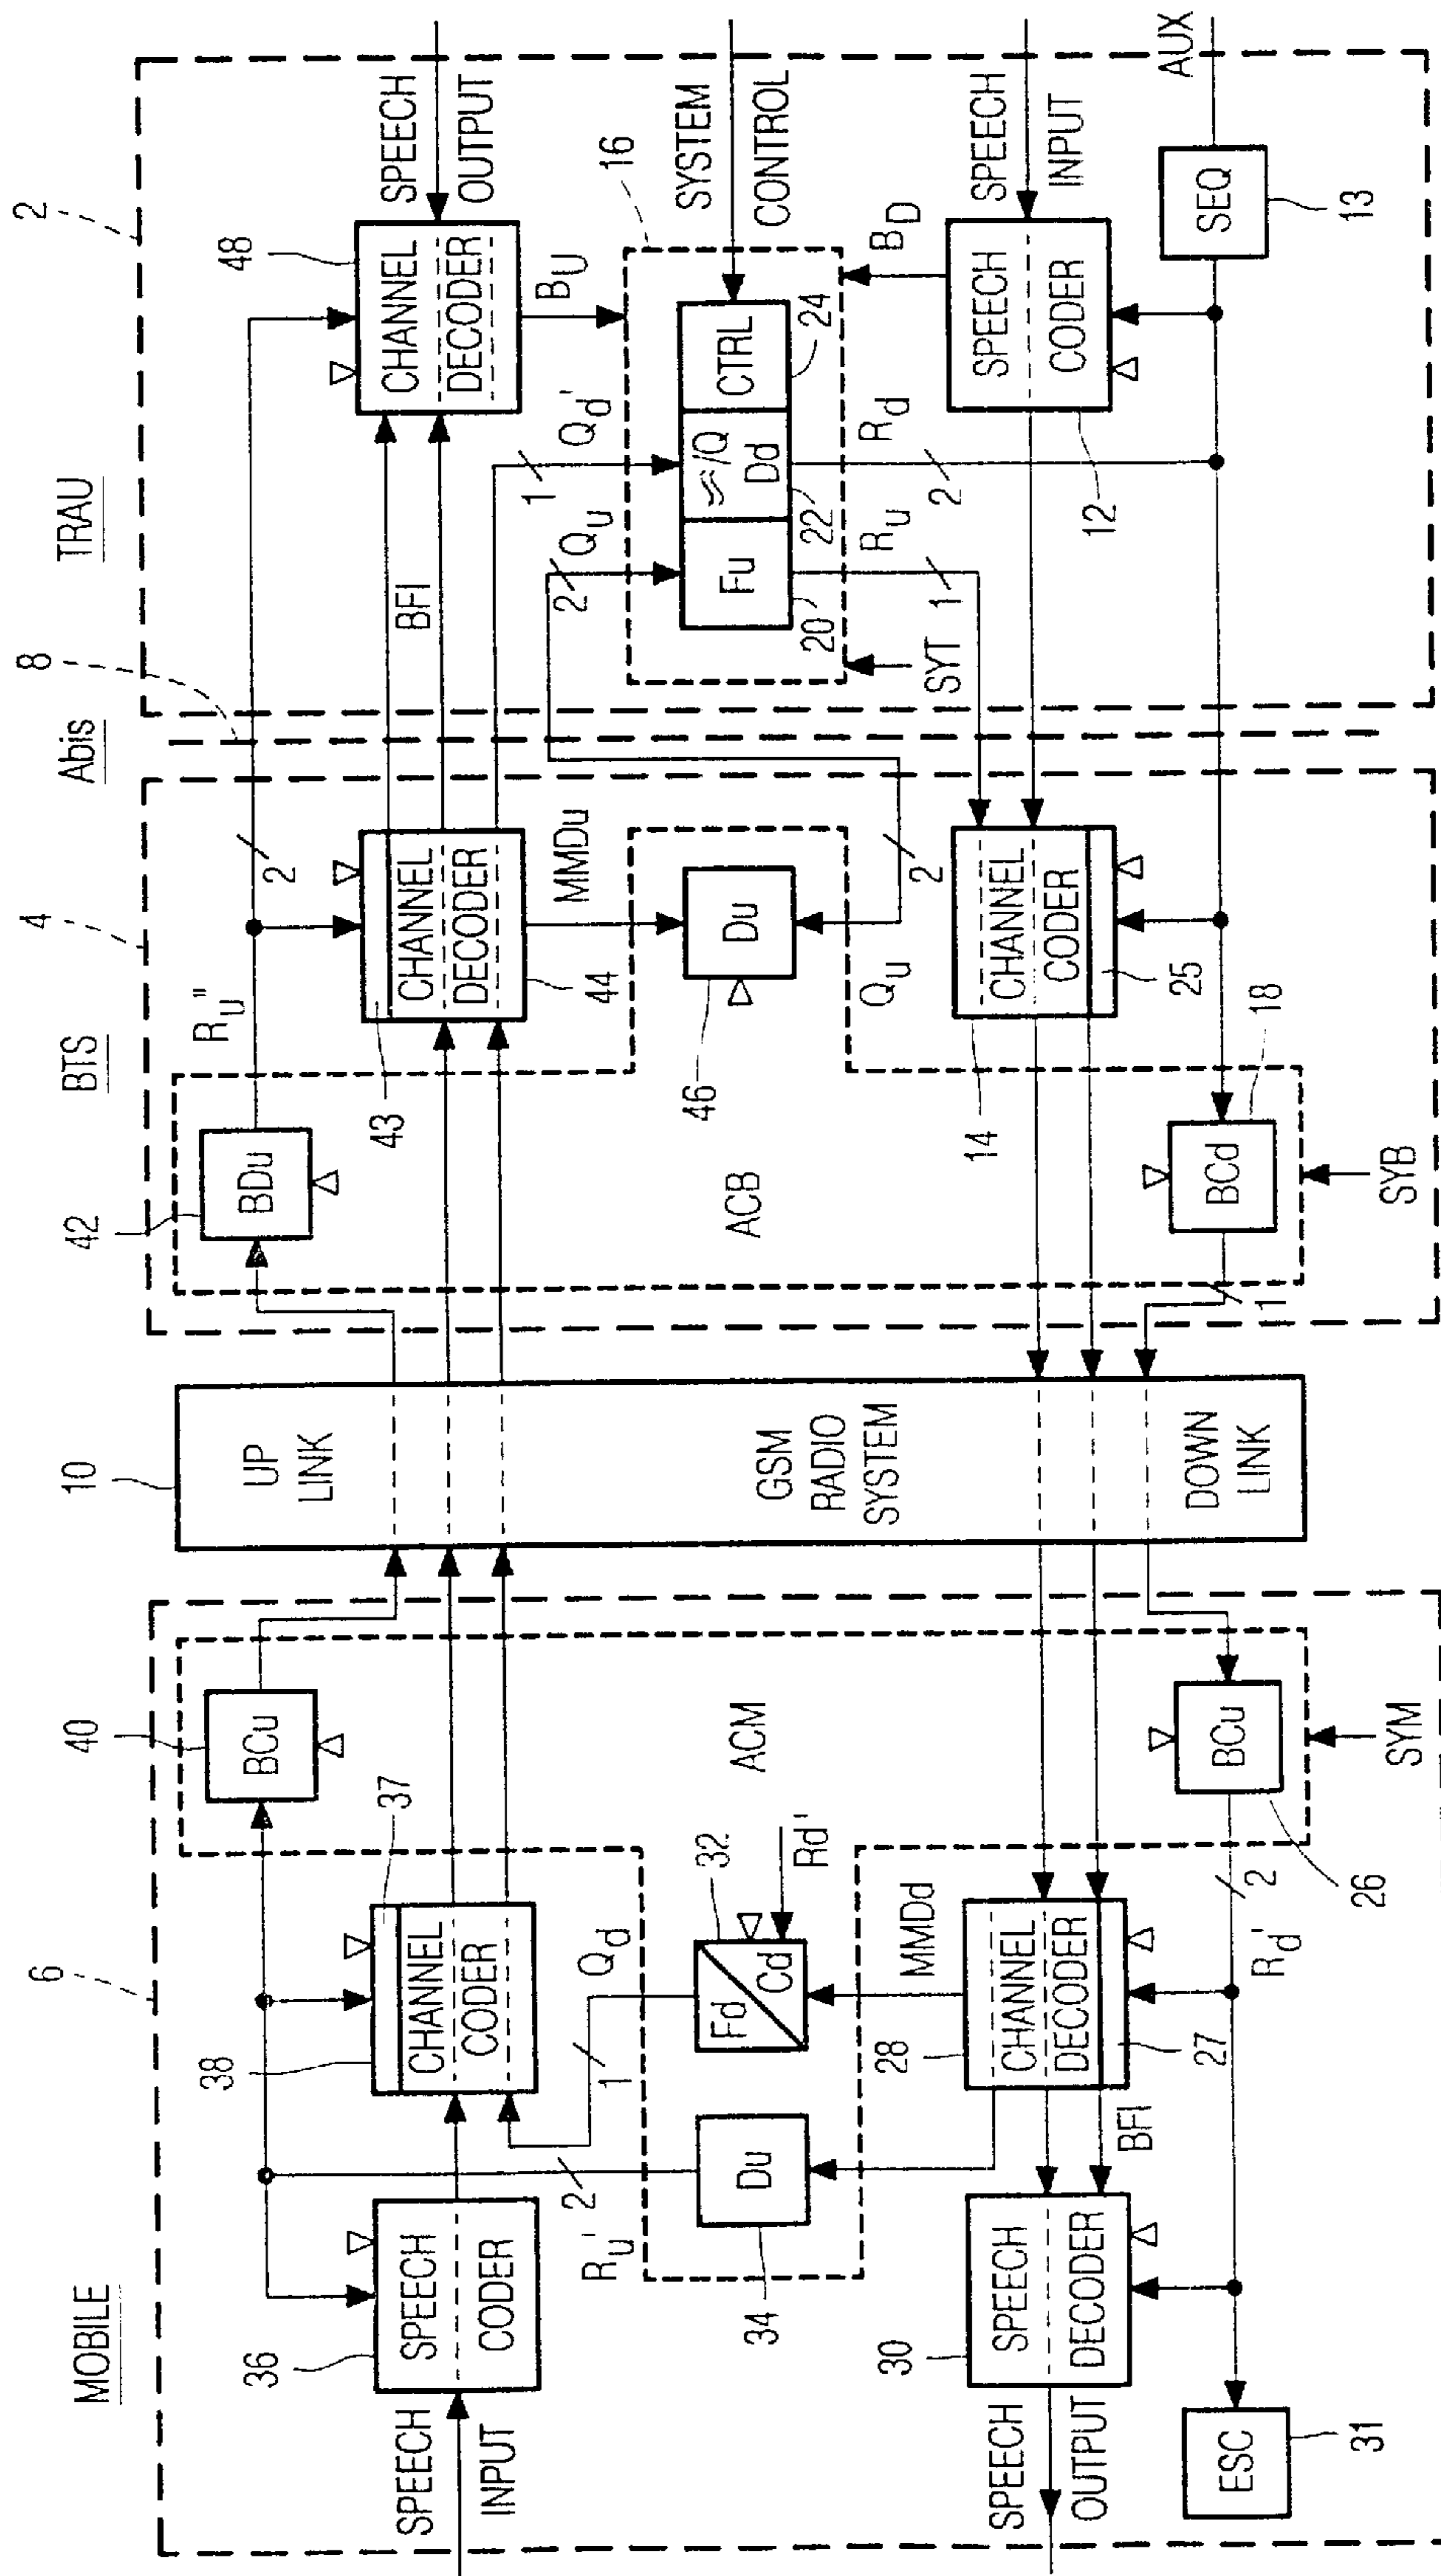 MOBILE
BTS
Abis
TRAU
6
10
4
8
2
40
BCu
UP
LINK
42
BDu
Ru"
2
48
CHANNEL
DECODER
SPEECH
OUTPUT
BU
36
SPEECH
CODER
SPEECH
INPUT
38
37
CHANNEL
CODER
43
CHANNEL
DECODER
44
BFI
MMDu
Ru'
2
1
Qd
2
Qu
1
Qd'
16
SYSTEM
CONTROL
Du
34
Fd
Cd
32
Rd'
ACM
GSM
RADIO
SYSTEM
ACB
Du
46
Fu
≈/Q
Dd
CTRL
20
22
24
SYT
2
Qu
1
Ru
2
Rd
BD
MMDd
28
CHANNEL
DECODER
27
BFI
30
SPEECH
DECODER
SPEECH
OUTPUT
14
CHANNEL
CODER
25
12
SPEECH
CODER
SPEECH
INPUT
ESC
31
Rd'
2
BCu
26
SYM
DOWN
LINK
1
BCd
18
SYB
SEQ
13
AUX